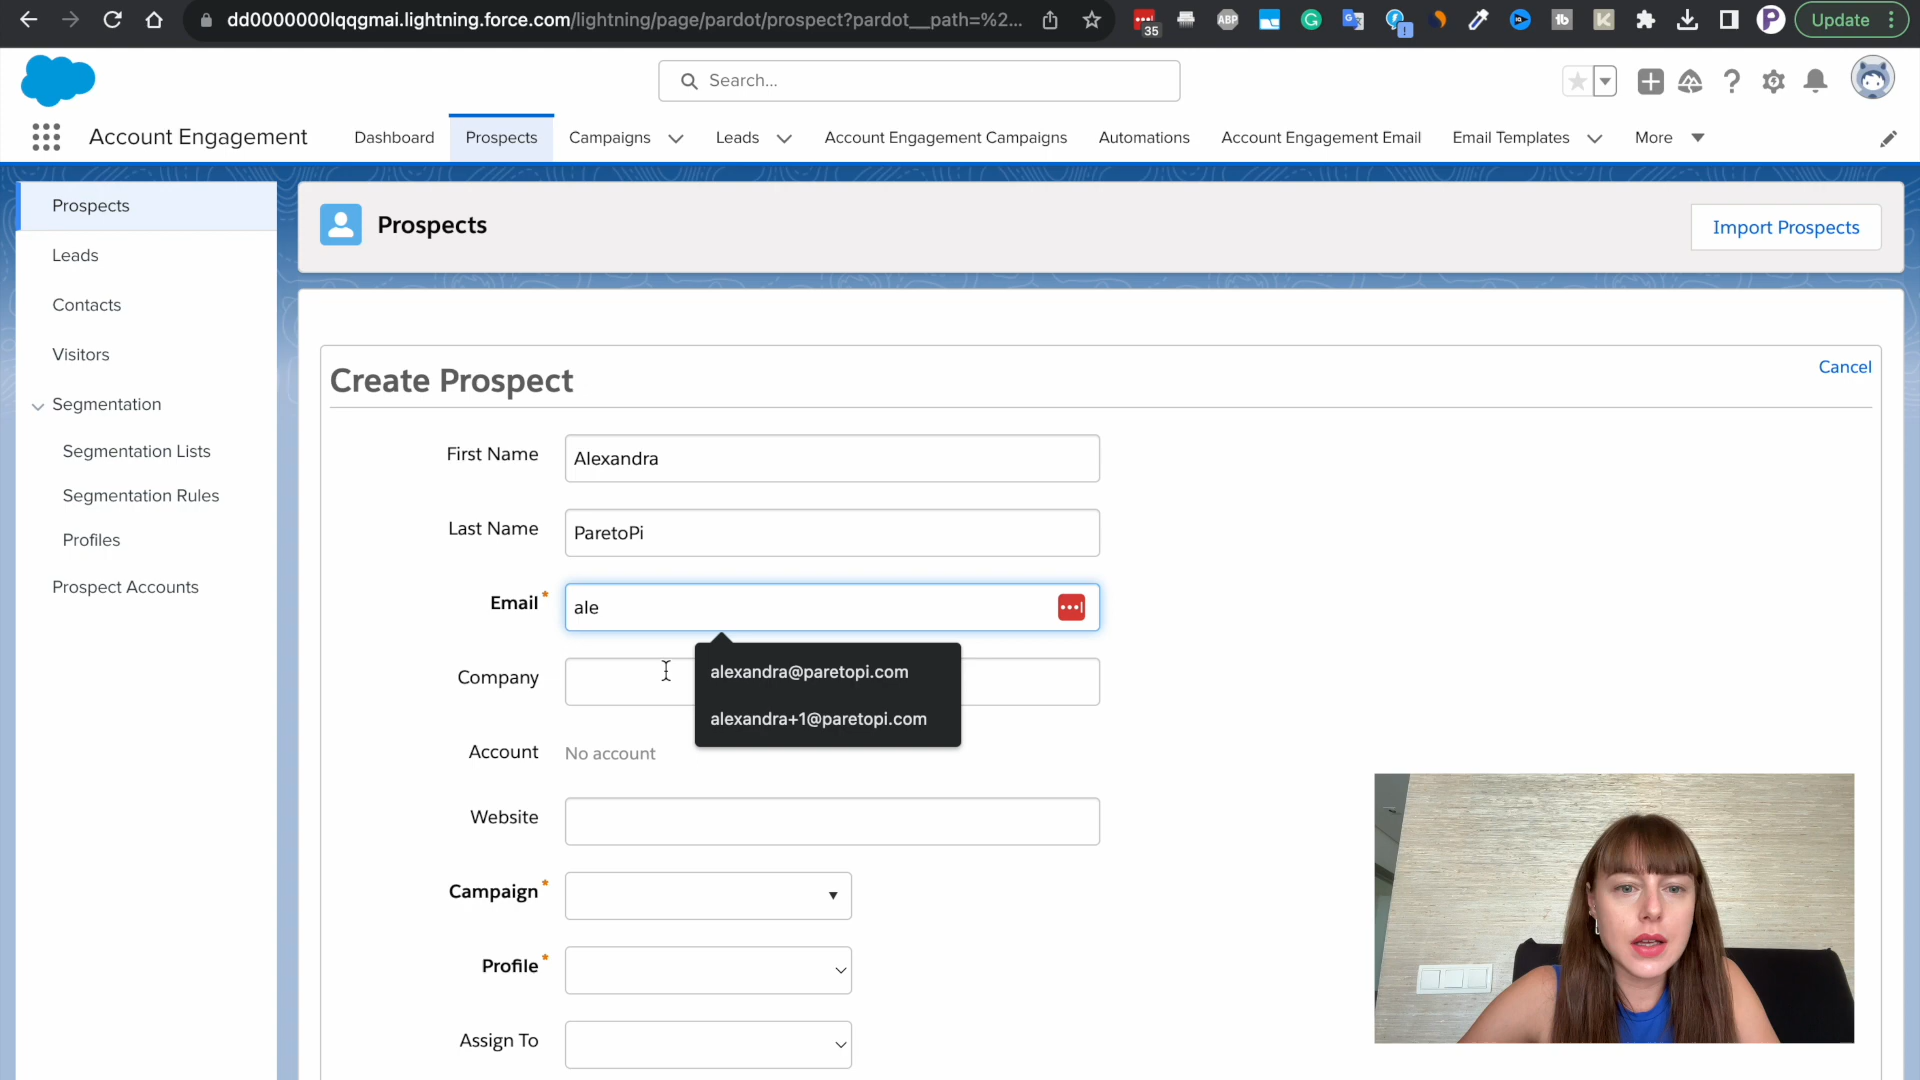 dd0000000lqqgmai.lightning.force.com/lightning/page/pardot/prospect?pardot__path=%2...
35
ABP
Update
Search...
Account Engagement
Dashboard
Prospects
Campaigns
Leads
Account Engagement Campaigns
Automations
Account Engagement Email
Email Templates
More
Prospects
Leads
Contacts
Visitors
Segmentation
Segmentation Lists
Segmentation Rules
Profiles
Prospect Accounts
Prospects
Import Prospects
Create Prospect
Cancel
First Name
Alexandra
Last Name
ParetoPi
Email*
ale
alexandra@paretopi.com
alexandra+1@paretopi.com
Company
Account
No account
Website
Campaign*
Profile*
Assign To